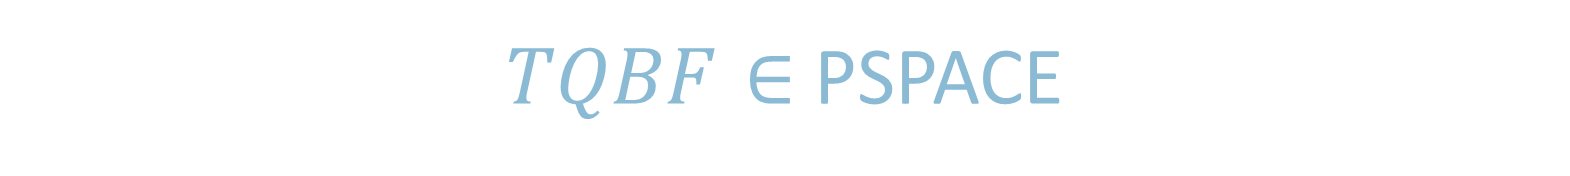 TQBF ∈ PSPACE